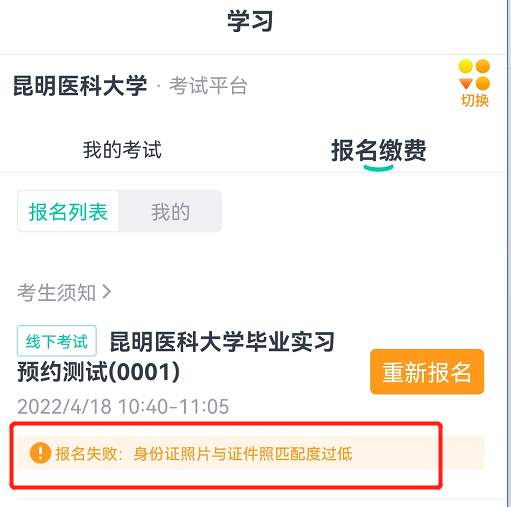 学习
昆明医科大学 · 考试平台
切换
我的考试 报名缴费
报名列表 我的
考生须知
线下考试 昆明医科大学毕业实习
预约测试(0001)
重新报名
2022/4/18 10:40-11:05
报名失败：身份证照片与证件照匹配度过低